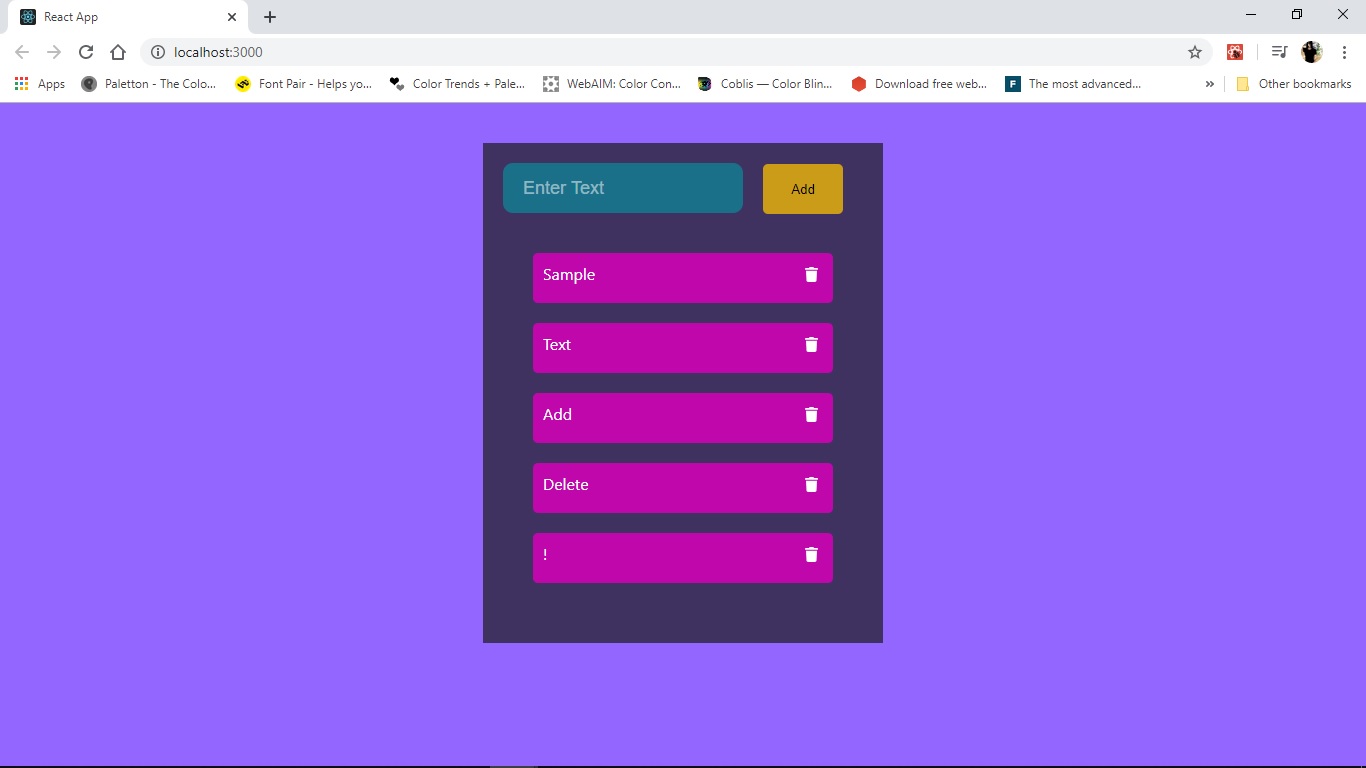 React App
localhost:3000
Apps Paletton - The Colo... Font Pair - Helps yo... Color Trends + Pale... WebAIM: Color Con... Coblis — Color Blin... Download free web... F The most advanced... » Other bookmarks
Enter Text Add
Sample
Text
Add
Delete
!